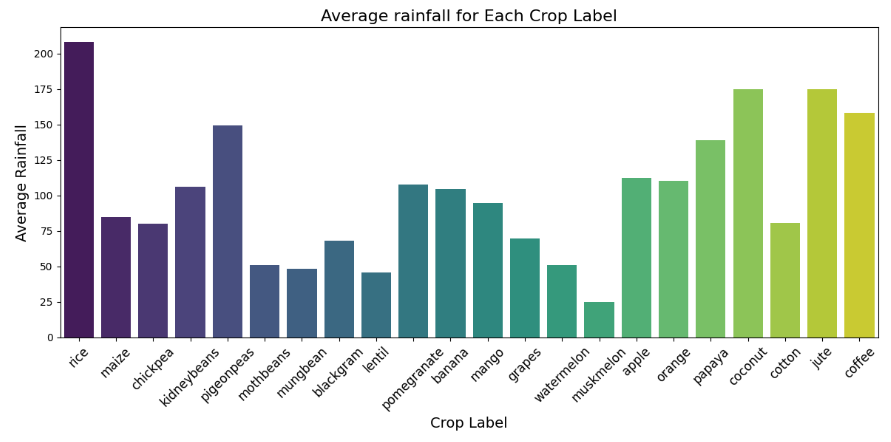 Average rainfall for Each Crop Label
Average Rainfall
200
175
150
125
100
75
50
25
0
rice
maize
chickpea
kidneybeans
pigeonpeas
mothbeans
mungbean
blackgram
lentil
pomegranate
banana
mango
grapes
watermelon
muskmelon
apple
orange
papaya
coconut
cotton
jute
coffee
Crop Label